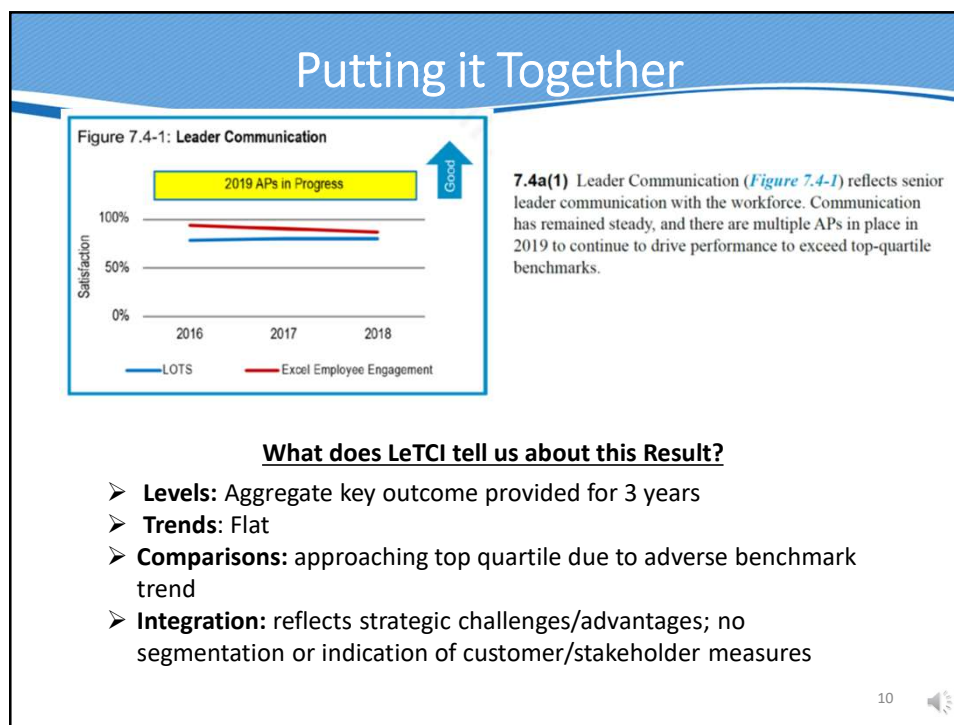 Putting it Together
Figure 7.4-1: Leader Communication
2019 APs in Progress
Good
100%
50%
0%
Satisfaction
2016 2017 2018
LOTS Excel Employee Engagement
7.4a(1) Leader Communication (Figure 7.4-1) reflects senior
leader communication with the workforce. Communication
has remained steady, and there are multiple APs in place in
2019 to continue to drive performance to exceed top-quartile
benchmarks.
What does LeTCI tell us about this Result?
➢ Levels: Aggregate key outcome provided for 3 years
➢ Trends: Flat
➢ Comparisons: approaching top quartile due to adverse benchmark
trend
➢ Integration: reflects strategic challenges/advantages; no
segmentation or indication of customer/stakeholder measures
10